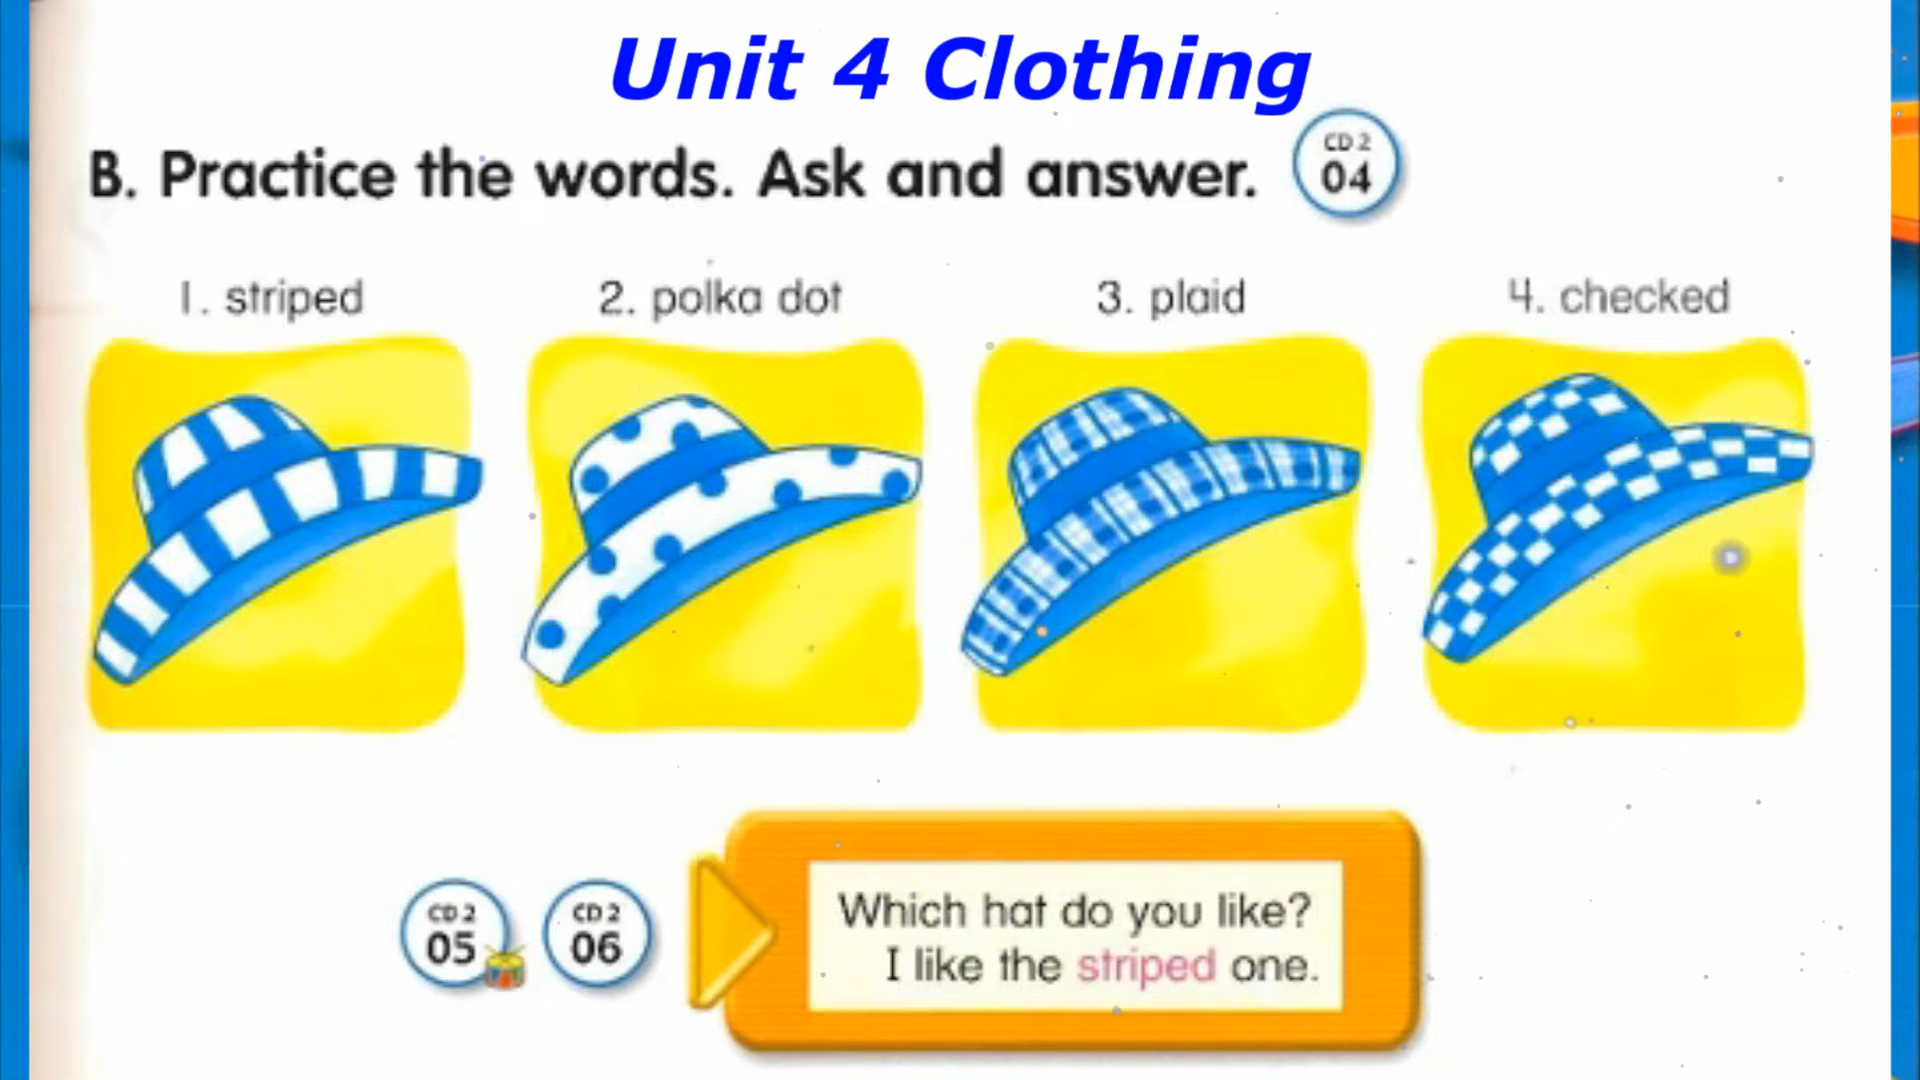 Unit 4 Clothing
B. Practice the words. Ask and answer.
CD 2
04
1. striped
2. polka dot
3. plaid
4. checked
CD 2
05
CD 2
06
Which hat do you like?
I like the striped one.